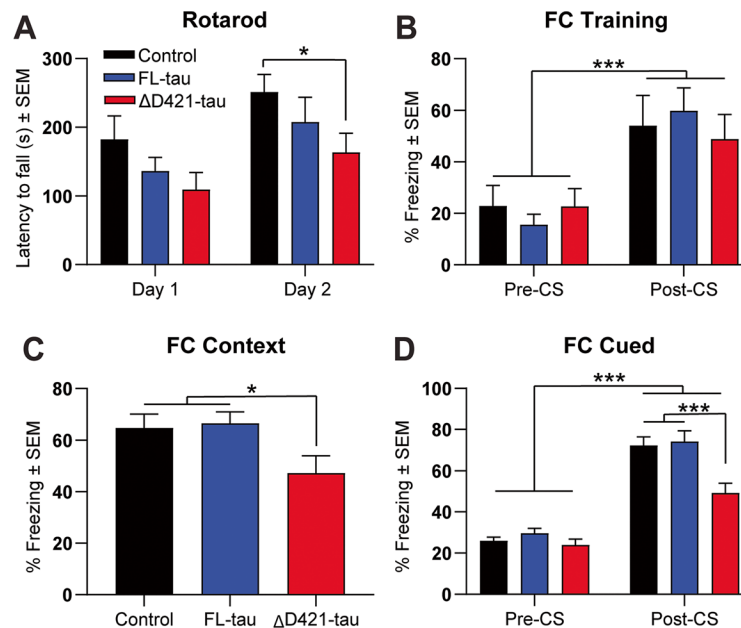 A
Rotarod
Control
FL-tau
ΔD421-tau
*
Latency to fall (s) ± SEM
300
200
100
0
Day 1
Day 2
B
FC Training
***
% Freezing ± SEM
80
60
40
20
0
Pre-CS
Post-CS
C
FC Context
*
% Freezing ± SEM
80
60
40
20
0
Control
FL-tau
ΔD421-tau
D
FC Cued
***
***
% Freezing ± SEM
100
80
60
40
20
0
Pre-CS
Post-CS